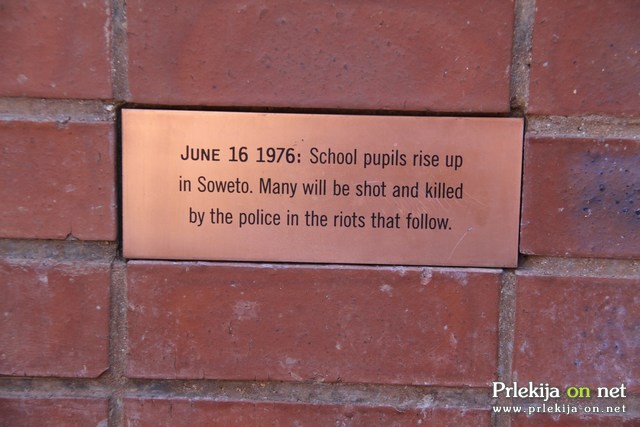 JUNE 16 1976: School pupils rise up
in Soweto. Many will be shot and killed
by the police in the riots that follow.
Prlekija on net
www.prlekija-on.net